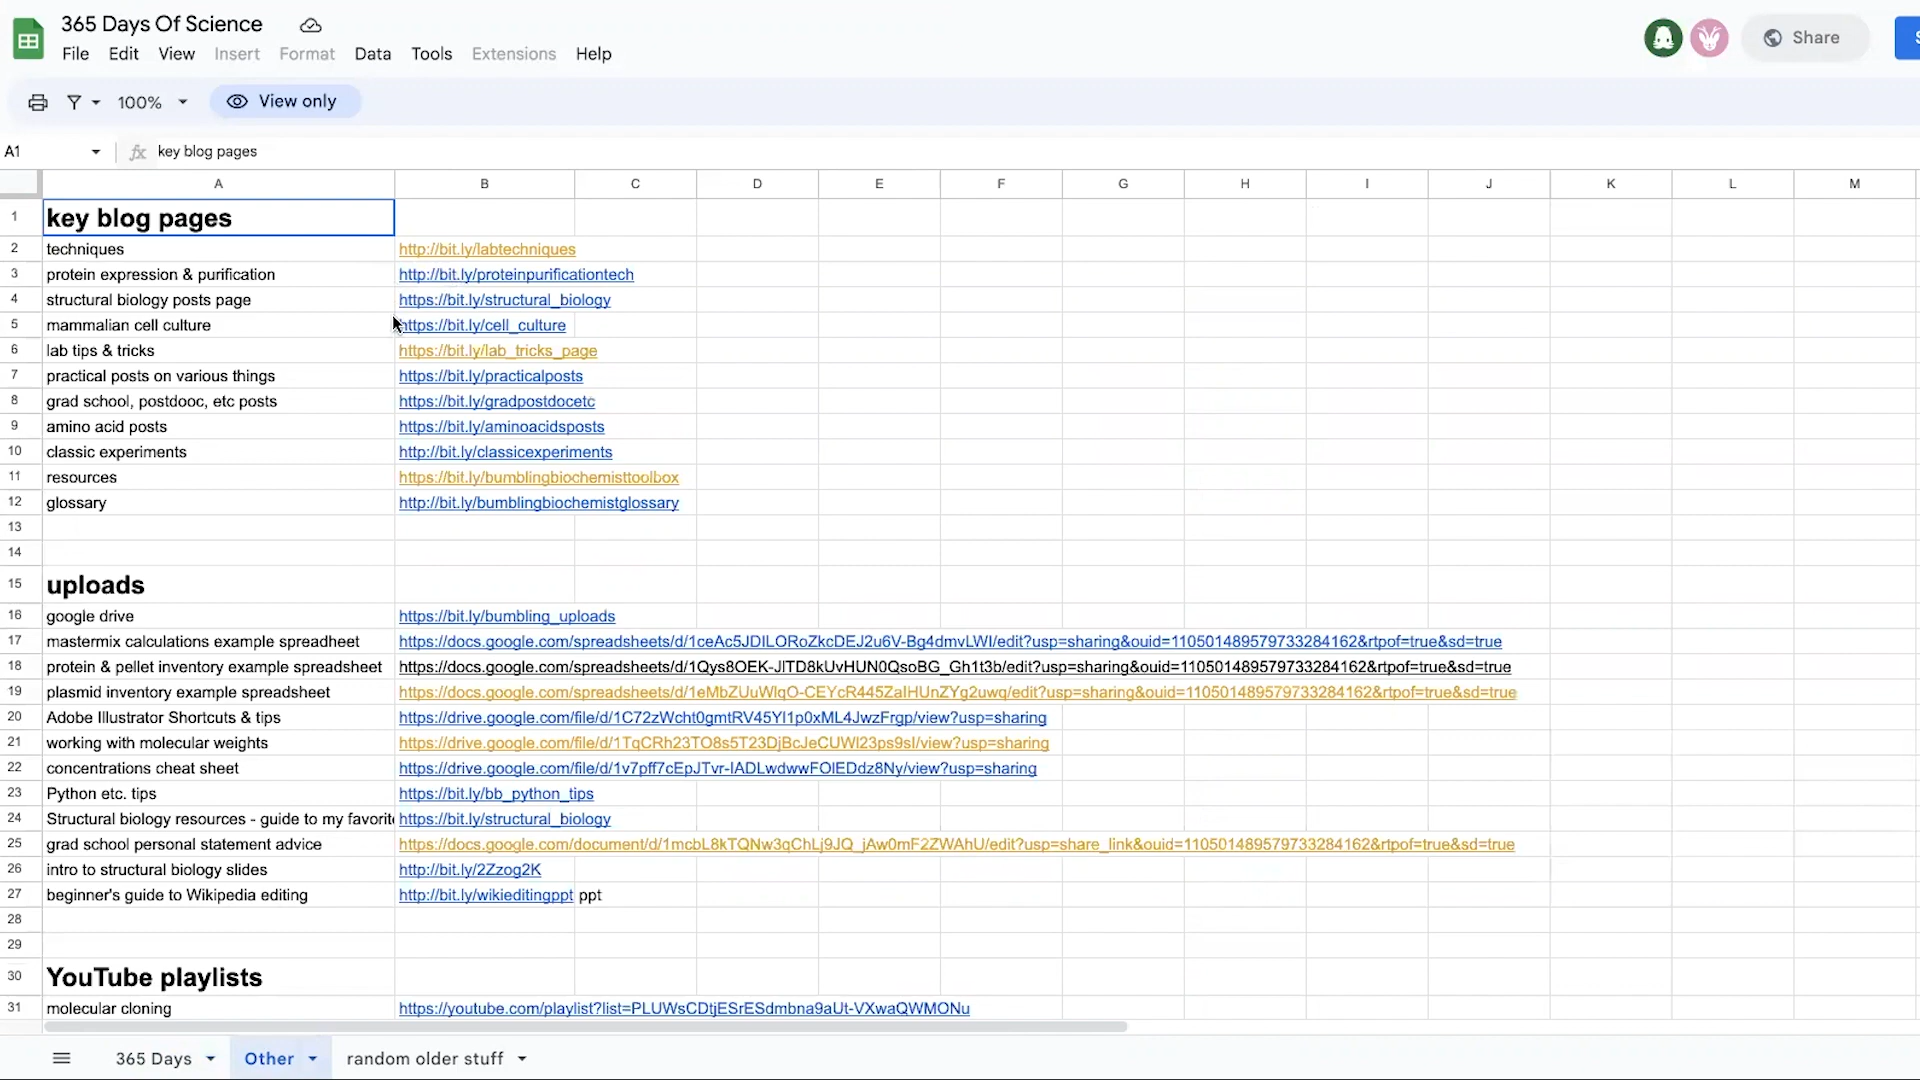 365 Days Of Science
File Edit View Insert Format Data Tools Extensions Help
Share
100% View only
A1 fx key blog pages
A B C D E F G H I J K L M
1 key blog pages
2 techniques http://bit.ly/labtechniques
3 protein expression & purification http://bit.ly/proteinpurificationtech
4 structural biology posts page https://bit.ly/structural_biology
5 mammalian cell culture https://bit.ly/cell_culture
6 lab tips & tricks https://bit.ly/lab_tricks_page
7 practical posts on various things https://bit.ly/practicalposts
8 grad school, postdooc, etc posts https://bit.ly/gradpostdocetc
9 amino acid posts https://bit.ly/aminoacidsposts
10 classic experiments http://bit.ly/classicexperiments
11 resources https://bit.ly/bumblingbiochemisttoolbox
12 glossary http://bit.ly/bumblingbiochemistglossary
13
14
15 uploads
16 google drive https://bit.ly/bumbling_uploads
17 mastermix calculations example spreadheet https://docs.google.com/spreadsheets/d/1ceAc5JDILORoZkcDEJ2u6V-Bg4dmvLWI/edit?usp=sharing&ouid=110501489579733284162&rtpof=true&sd=true
18 protein & pellet inventory example spreadsheet https://docs.google.com/spreadsheets/d/1Qys8OEK-JlTD8kUvHUN0QsoBG_Gh1t3b/edit?usp=sharing&ouid=110501489579733284162&rtpof=true&sd=true
19 plasmid inventory example spreadsheet https://docs.google.com/spreadsheets/d/1eMbZUuWlqO-CEYcR445ZaIHUnZYg2uwq/edit?usp=sharing&ouid=110501489579733284162&rtpof=true&sd=true
20 Adobe Illustrator Shortcuts & tips https://drive.google.com/file/d/1C72zWcht0gmtRV45Yl1p0xML4JwzFrgp/view?usp=sharing
21 working with molecular weights https://drive.google.com/file/d/1TqCRh23TO8s5T23DjBcJeCUWl23ps9sI/view?usp=sharing
22 concentrations cheat sheet https://drive.google.com/file/d/1v7pff7cEpJTvr-IADLwdwwFOlEDdz8Ny/view?usp=sharing
23 Python etc. tips https://bit.ly/bb_python_tips
24 Structural biology resources - guide to my favorite https://bit.ly/structural_biology
25 grad school personal statement advice https://docs.google.com/document/d/1mcbL8kTQNw3qChLj9JQ_jAw0mF2ZWAhU/edit?usp=share_link&ouid=110501489579733284162&rtpof=true&sd=true
26 intro to structural biology slides http://bit.ly/2Zzog2K
27 beginner's guide to Wikipedia editing http://bit.ly/wikieditingppt ppt
28
29
30 YouTube playlists
31 molecular cloning https://youtube.com/playlist?list=PLUWsCDtjESrESdmbna9aUt-VXwaQWMONu
365 Days Other random older stuff